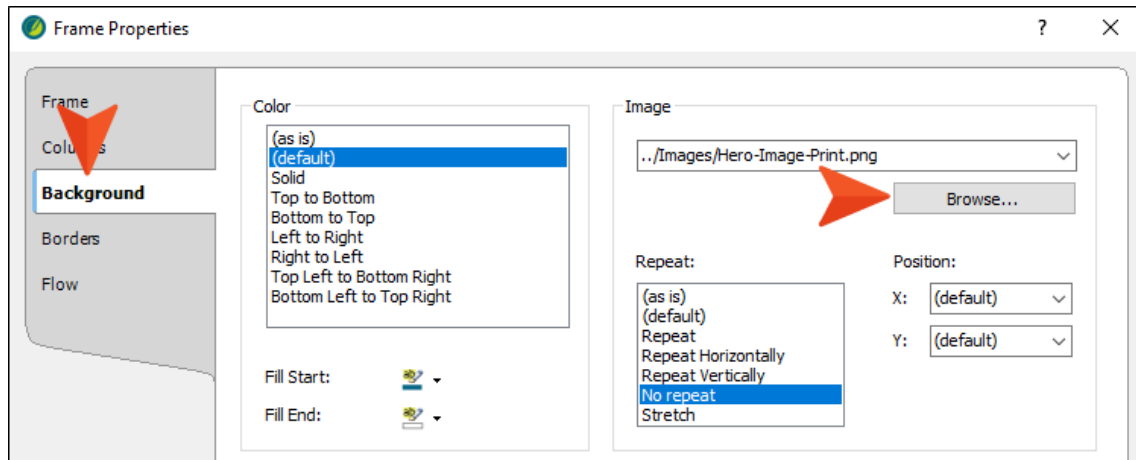 Frame Properties
?
Frame
Background
Borders
Flow
Color
(as is)
(default)
Solid
Top to Bottom
Bottom to Top
Left to Right
Right to Left
Top Left to Bottom Right
Bottom Left to Top Right
Fill Start:
Fill End:
Image
../Images/Hero-Image-Print.png
Browse...
Repeat:
(as is)
(default)
Repeat
Repeat Horizontally
Repeat Vertically
No repeat
Stretch
Position:
X: (default)
Y: (default)